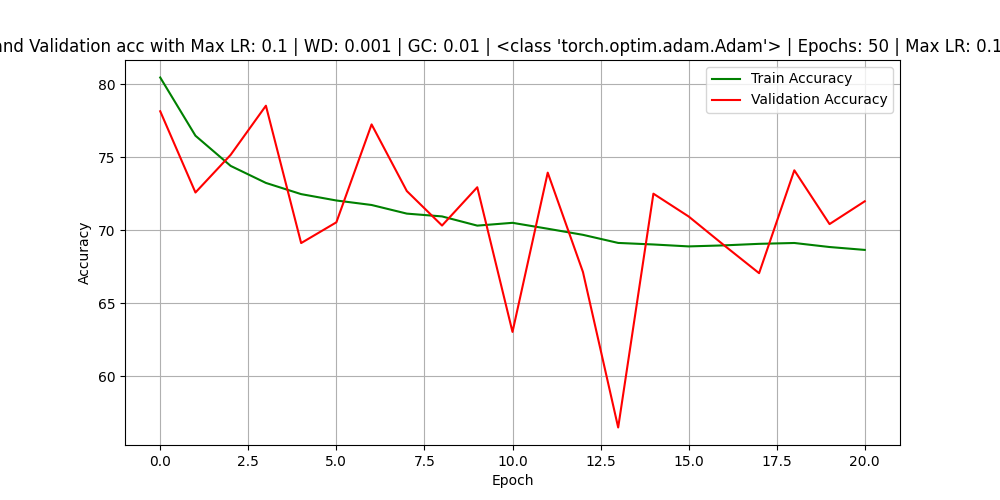 and Validation acc with Max LR: 0.1 | WD: 0.001 | GC: 0.01 | <class 'torch.optim.adam.Adam'> | Epochs: 50 | Max LR: 0.1
Train Accuracy
Validation Accuracy
80
75
70
65
60
Accuracy
0.0 2.5 5.0 7.5 10.0 12.5 15.0 17.5 20.0
Epoch